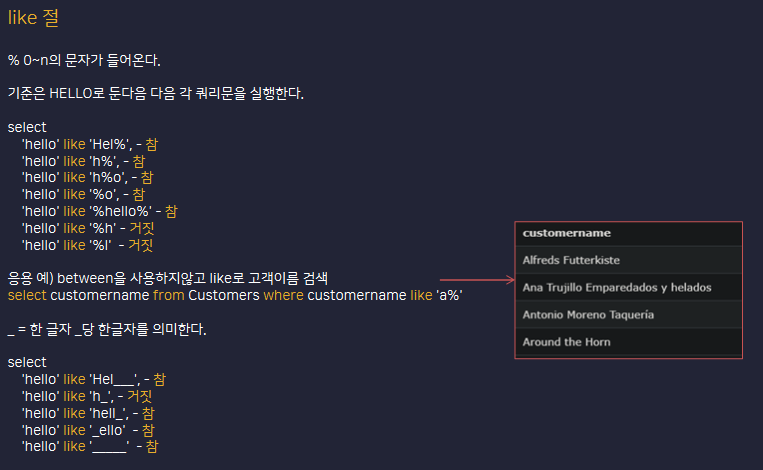 like 절
% 0~n의 문자가 들어온다.
기준은 HELLO로 둔다음 다음 각 쿼리문을 실행한다.
select
'hello' like 'Hel%', - 참
'hello' like 'h%', - 참
'hello' like 'h%o', - 참
'hello' like '%o', - 참
'hello' like '%hello%' - 참
'hello' like '%h' - 거짓
'hello' like '%l' - 거짓
응용 예) between을 사용하지않고 like로 고객이름 검색
select customername from Customers where customername like 'a%'
customername
Alfreds Futterkiste
Ana Trujillo Emparedados y helados
Antonio Moreno Taquería
Around the Horn
_ = 한 글자 _당 한글자를 의미한다.
select
'hello' like 'Hel__', - 참
'hello' like 'h_', - 거짓
'hello' like 'hell_', - 참
'hello' like '_ello' - 참
'hello' like '_____' - 참